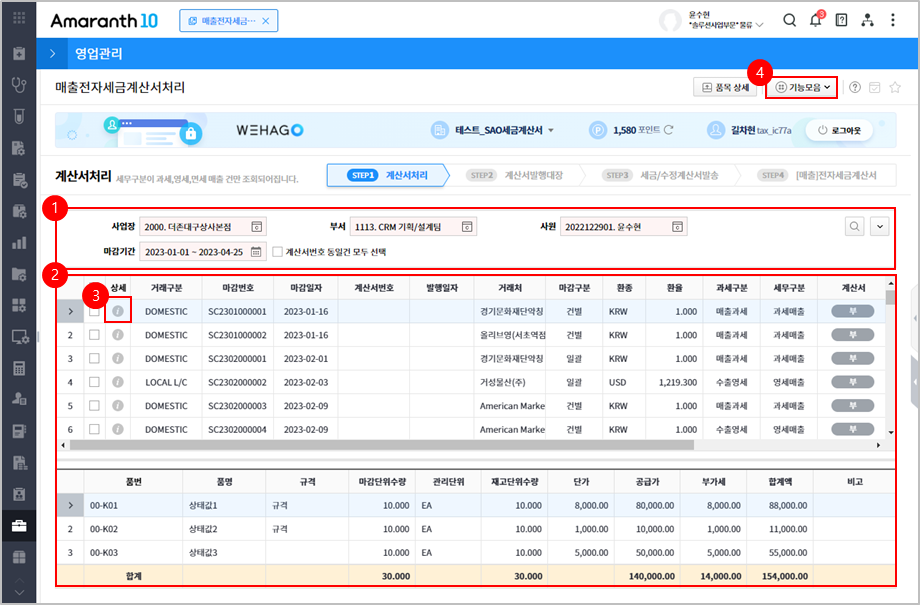 Amaranth 10
매출전자세금···
윤수현
*솔루션사업부문*물류
3
영업관리
매출전자세금계산서처리
품목 상세
4
기능모음
WEHAGO
테스트_SAO세금계산서
1,580 포인트
길차현 tax_ic77a
로그아웃
계산서처리 세무구분이 과세,영세,면세 매출 건만 조회되어집니다.
STEP1 계산서처리
STEP2 계산서발행대장
STEP3 세금/수정계산서발송
STEP4 [매출]전자세금계산서
1
사업장 2000. 더존대구상사본점 부서 1113. CRM 기획/설계팀 사원 2022122901. 윤수현
마감기간 2023-01-01 ~ 2023-04-25 계산서번호 동일건 모두 선택
2
3
상세 거래구분 마감번호 마감일자 계산서번호 발행일자 거래처 마감구분 환종 환율 과세구분 세무구분 계산서
DOMESTIC SC2301000001 2023-01-16 경기문화재단약칭 건별 KRW 1.000 매출과세 과세매출 부
2 DOMESTIC SC2301000002 2023-01-16 올리브영(서초역점 건별 KRW 1.000 매출과세 과세매출 부
3 DOMESTIC SC2302000001 2023-02-01 경기문화재단약칭 일괄 KRW 1.000 매출과세 과세매출 부
4 LOCAL L/C SC2302000002 2023-02-03 거성물산(주) 일괄 USD 1,219.300 수출영세 영세매출 부
5 DOMESTIC SC2302000003 2023-02-09 American Marke 건별 KRW 1.000 매출과세 과세매출 부
6 DOMESTIC SC2302000004 2023-02-09 American Marke 건별 KRW 1.000 수출영세 영세매출 부
품번 품명 규격 마감단위수량 관리단위 재고단위수량 단가 공급가 부가세 합계액 비고
00-K01 상태값1 규격 10.000 EA 10.000 8,000.00 80,000.00 8,000.00 88,000.00
2 00-K02 상태값2 규격 10.000 EA 10.000 1,000.00 10,000.00 1,000.00 11,000.00
3 00-K03 상태값3 10.000 EA 10.000 5,000.00 50,000.00 5,000.00 55,000.00
합계 30.000 30.000 140,000.00 14,000.00 154,000.00